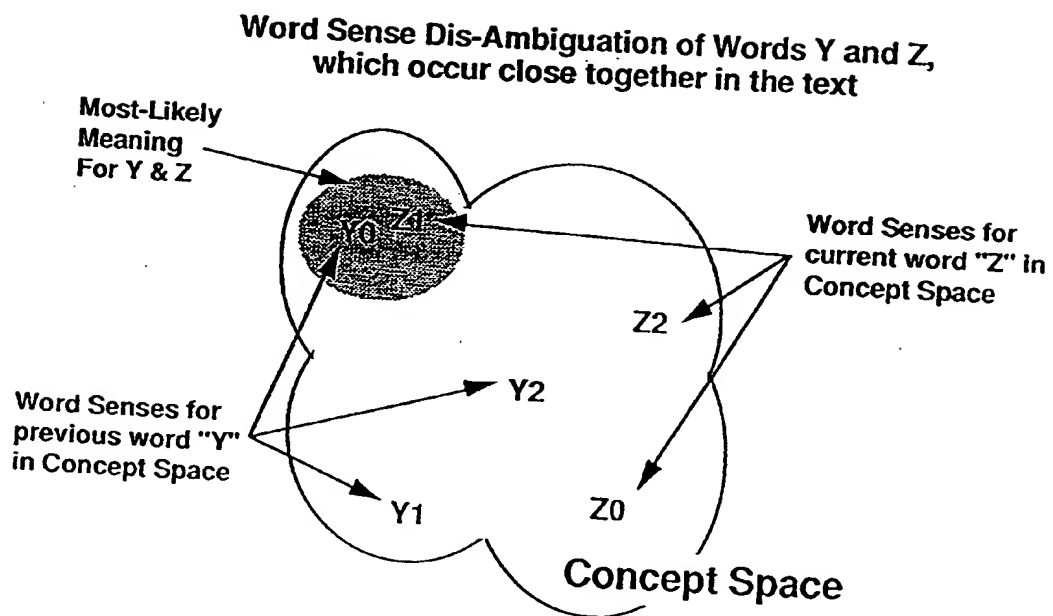 Word Sense Dis-Ambiguation of Words Y and Z,
which occur close together in the text
Most-Likely
Meaning
For Y & Z
Y0 Z1
Word Senses for
current word "Z" in
Concept Space
Z2
Y2
Word Senses for
previous word "Y"
in Concept Space
Y1
Z0
Concept Space